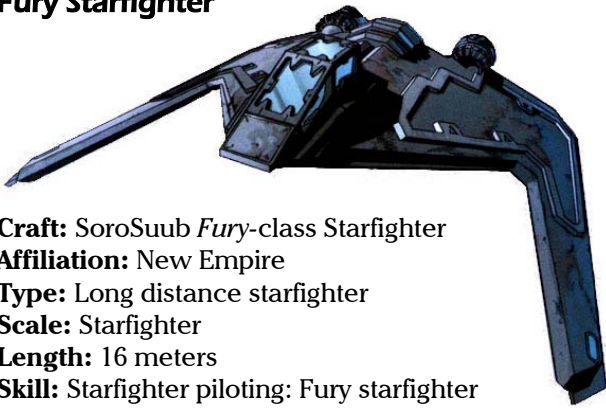 Fury Starfighter
Craft: SoroSuub Fury-class Starfighter
Affiliation: New Empire
Type: Long distance starfighter
Scale: Starfighter
Length: 16 meters
Skill: Starfighter piloting: Fury starfighter